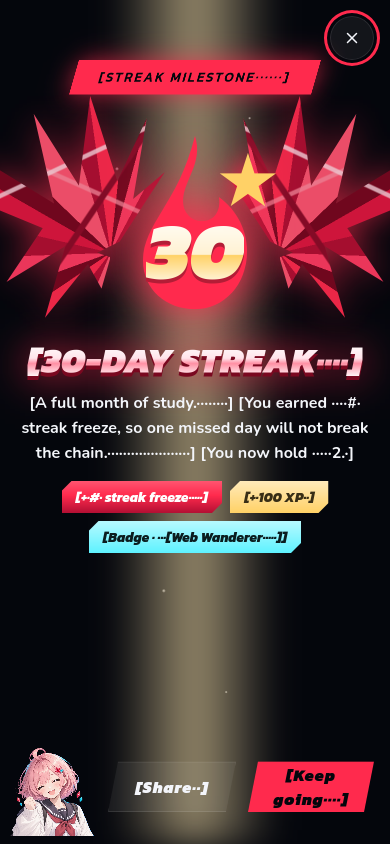 [STREAK MILESTONE······]
30
[30-DAY STREAK····]
[A full month of study.········] [You earned ····#·
streak freeze, so one missed day will not break
the chain.······················] [You now hold ·····2.·]
[+·#· streak freeze·····]
[+·100 XP··]
[Badge · ···[Web Wanderer·····]]
[Share··]
[Keep
going····]